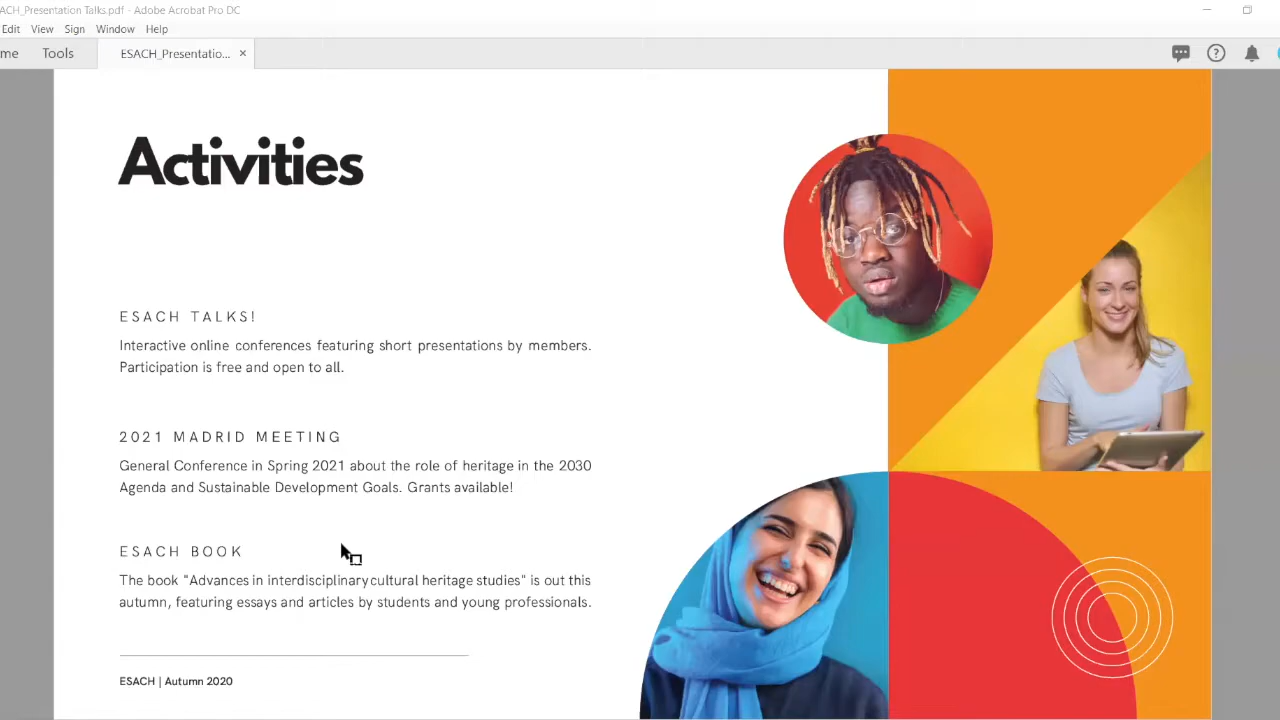 ACH_Presentation Talks.pdf - Adobe Acrobat Pro DC
Edit View Sign Window Help
me Tools ESACH_Presentatio... ×
Activities
ESACH TALKS!
Interactive online conferences featuring short presentations by members.
Participation is free and open to all.
2021 MADRID MEETING
General Conference in Spring 2021 about the role of heritage in the 2030
Agenda and Sustainable Development Goals. Grants available!
ESACH BOOK
The book "Advances in interdisciplinary cultural heritage studies" is out this
autumn, featuring essays and articles by students and young professionals.
ESACH | Autumn 2020